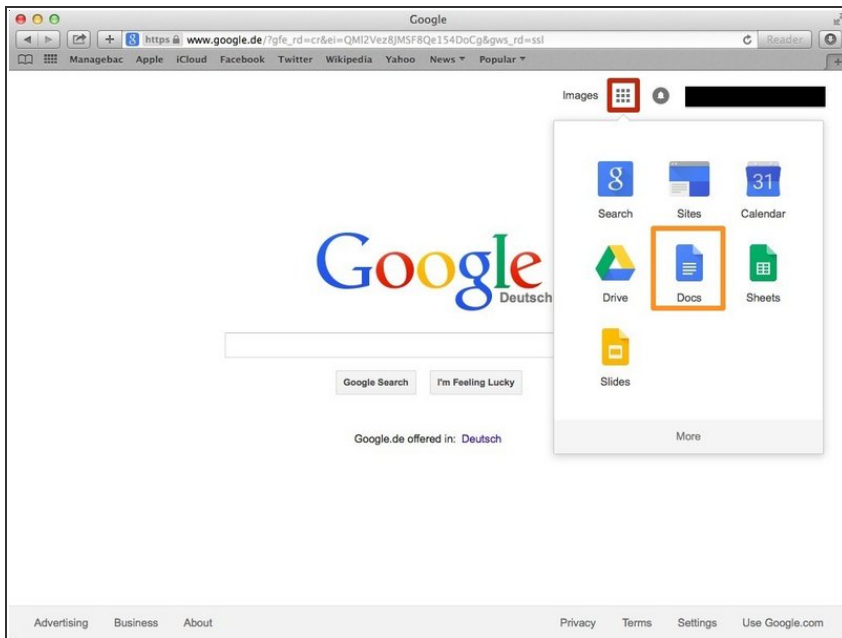 Google
https www.google.de/?gfe_rd=cr&ei=QMI2Vez8JMSF8Qe154DoCg&gws_rd=ssl Reader
Managebac Apple iCloud Facebook Twitter Wikipedia Yahoo News Popular
Images
Search Sites Calendar
31
Drive Docs Sheets
Slides
More
Google
Deutsch
Google Search I'm Feeling Lucky
Google.de offered in: Deutsch
Advertising Business About Privacy Terms Settings Use Google.com